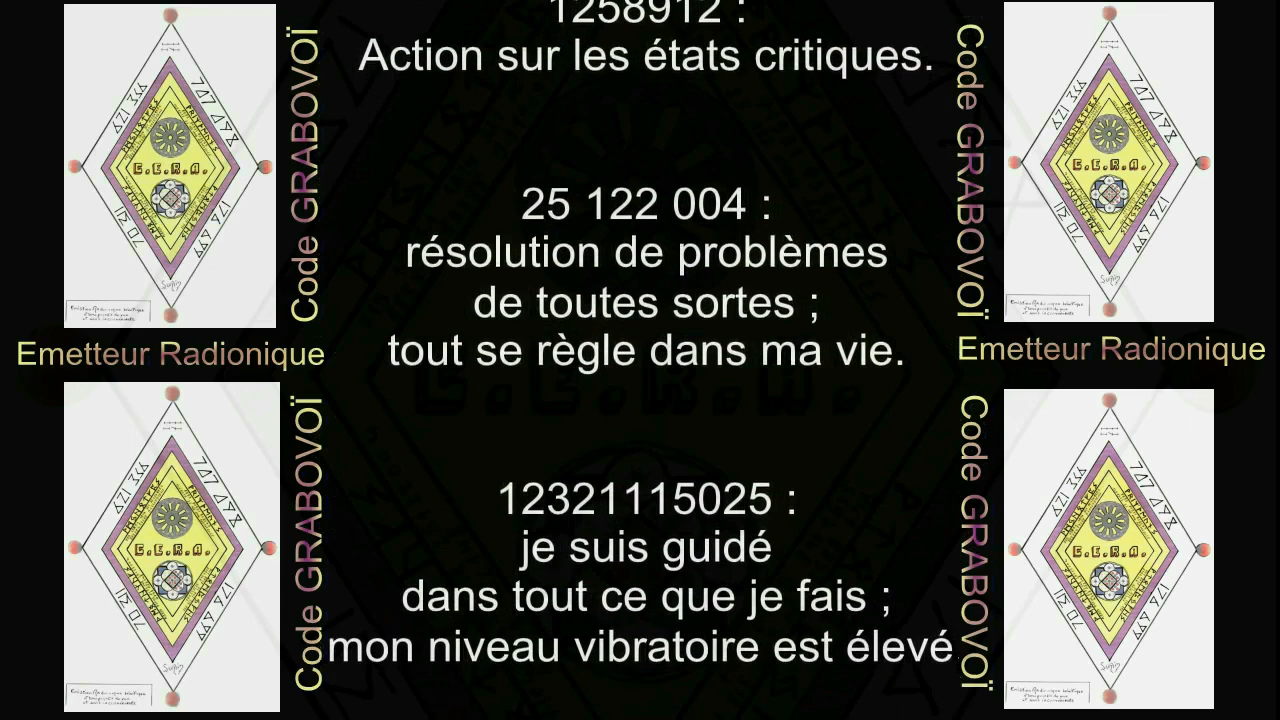 1258912 :
Action sur les états critiques.
25 122 004 :
résolution de problèmes
de toutes sortes ;
tout se règle dans ma vie.
12321115025 :
je suis guidé
dans tout ce que je fais ;
mon niveau vibratoire est élevé
Code GRABOVOÏ
Code GRABOVOÏ
Emetteur Radionique
Emetteur Radionique
Code GRABOVOÏ
Code GRABOVOÏ
C.E.R.A.
C.E.R.A.
C.E.R.A.
C.E.R.A.